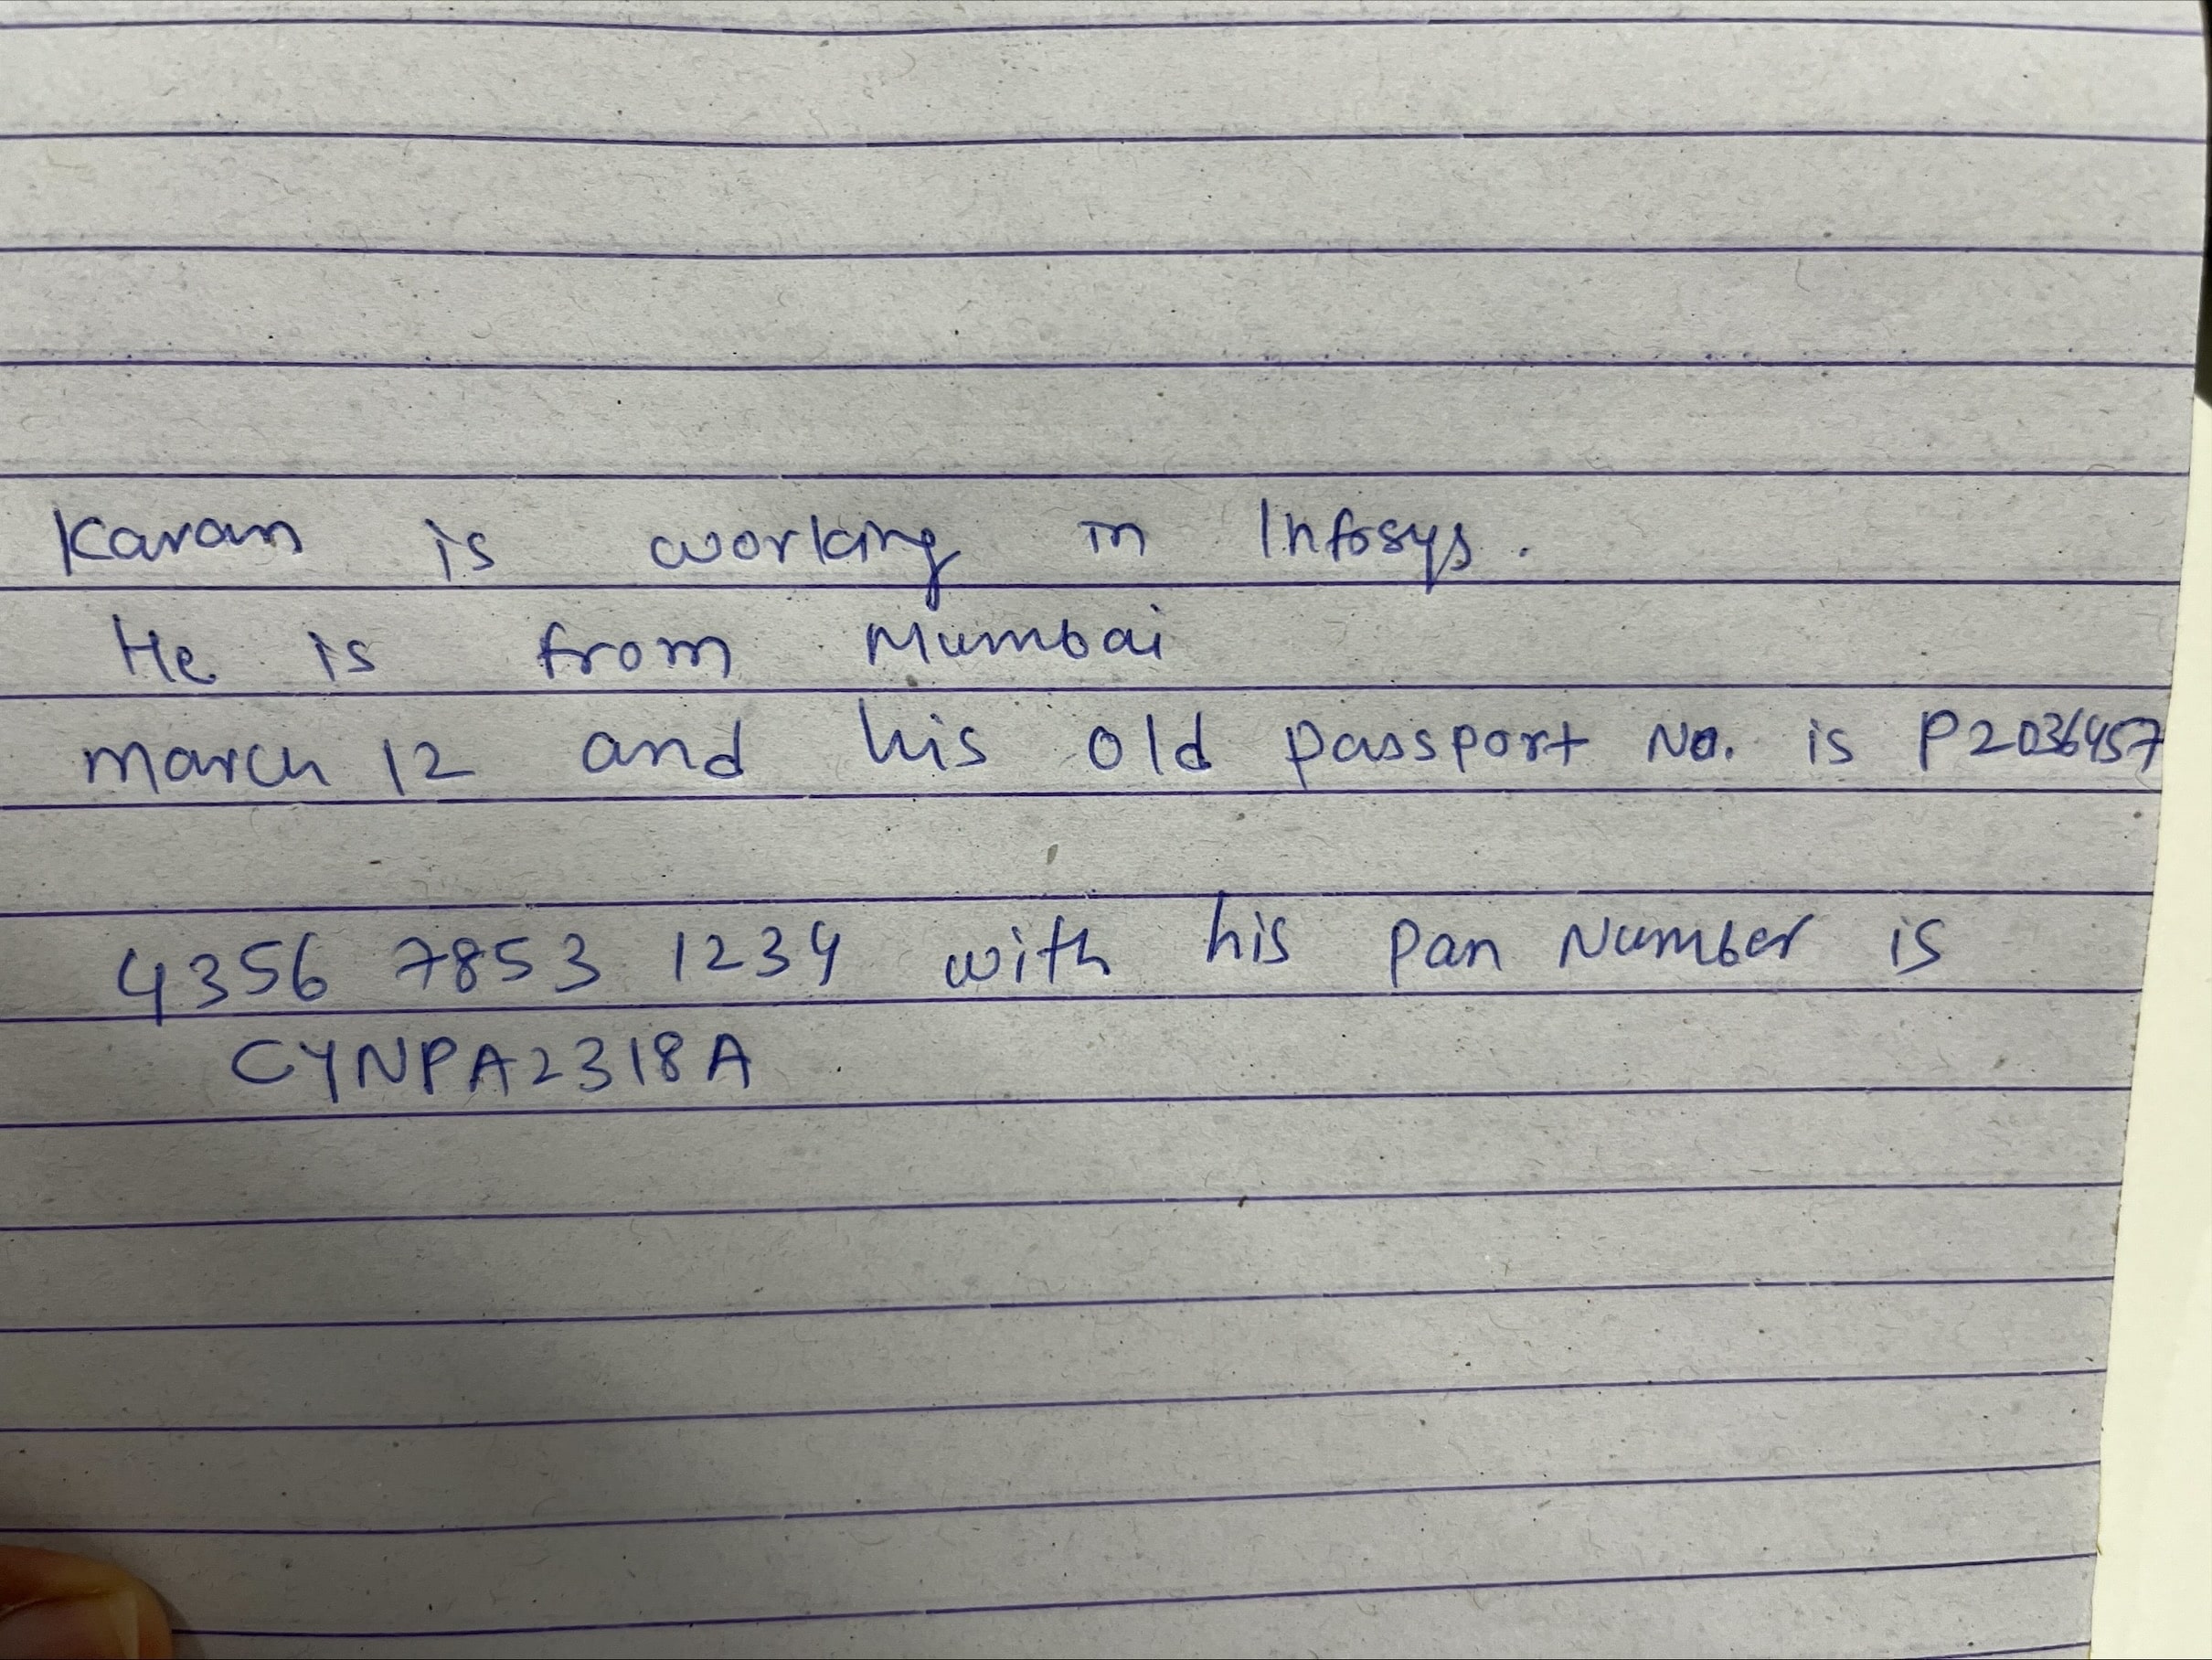 Karan is working in Infosys.
He is from Mumbai
March 12 and his old passport No. is P2036457
4356 7853 1234 with his Pan Number is
CYNPA2318A